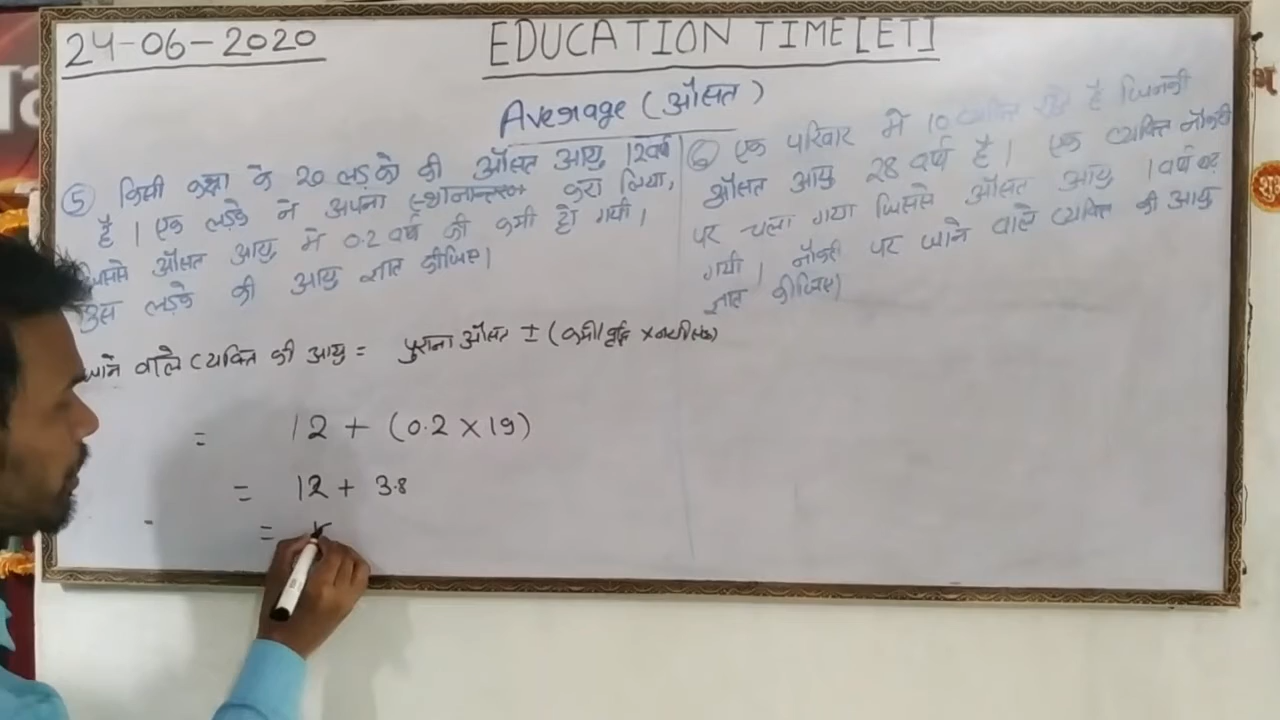 24-06-2020
EDUCATION TIME[ET]
Average (औसत)
⑤ किसी कक्षा के 20 लड़को की औसत आयु 12वर्ष
है। एक लड़के ने अपना स्थानान्तरण करा लिया,
जिससे औसत आयु में 0.2 वर्ष की कमी हो गयी।
उस लड़के की आयु ज्ञात कीजिए।
⑥ एक परिवार में 10 व्यक्ति रहते है जिनकी
औसत आयु 28 वर्ष है। एक व्यक्ति नौकरी
पर चला गया जिससे औसत आयु 1 वर्ष बढ़
गयी। नौकरी पर जाने वाले व्यक्ति की आयु
ज्ञात कीजिए।
जाने वाले व्यक्ति की आयु = पुराना औसत ± (कमी/वृद्धि ×
= 12 + (0.2 × 19)
= 12 + 3.8
=